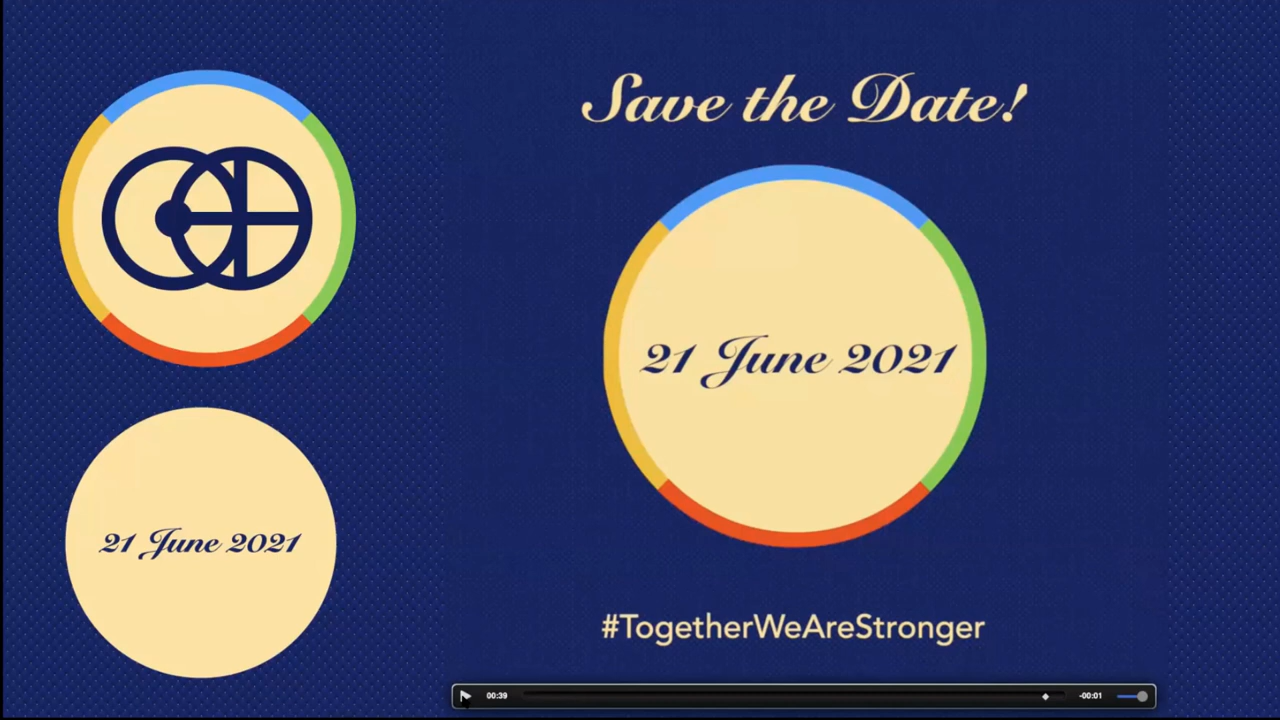 Save the Date!
21 June 2021
21 June 2021
#TogetherWeAreStronger
00:39
-00:01